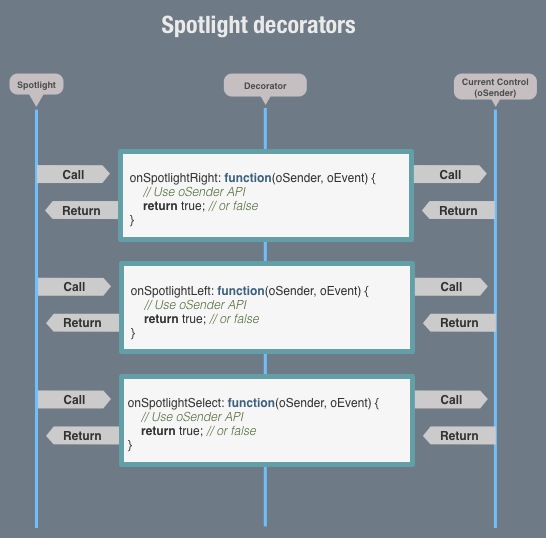 Spotlight decorators
Spotlight
Decorator
Current Control
(oSender)
Call
onSpotlightRight: function(oSender, oEvent) {
// Use oSender API
return true; // or false
}
Call
Return
Return
Call
onSpotlightLeft: function(oSender, oEvent) {
// Use oSender API
return true; // or false
}
Call
Return
Return
Call
onSpotlightSelect: function(oSender, oEvent) {
// Use oSender API
return true; // or false
}
Call
Return
Return